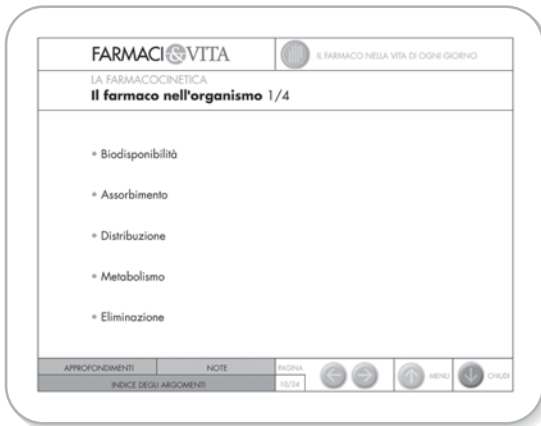 FARMACI&VITA
IL FARMACO NELLA VITA DI OGNI GIORNO
LA FARMACOCINETICA
Il farmaco nell'organismo 1/4
• Biodisponibilità
• Assorbimento
• Distribuzione
• Metabolismo
• Eliminazione
APPROFONDIMENTI NOTE PAGINA
INDICE DEGLI ARGOMENTI 10/24
MENU CHIUDI